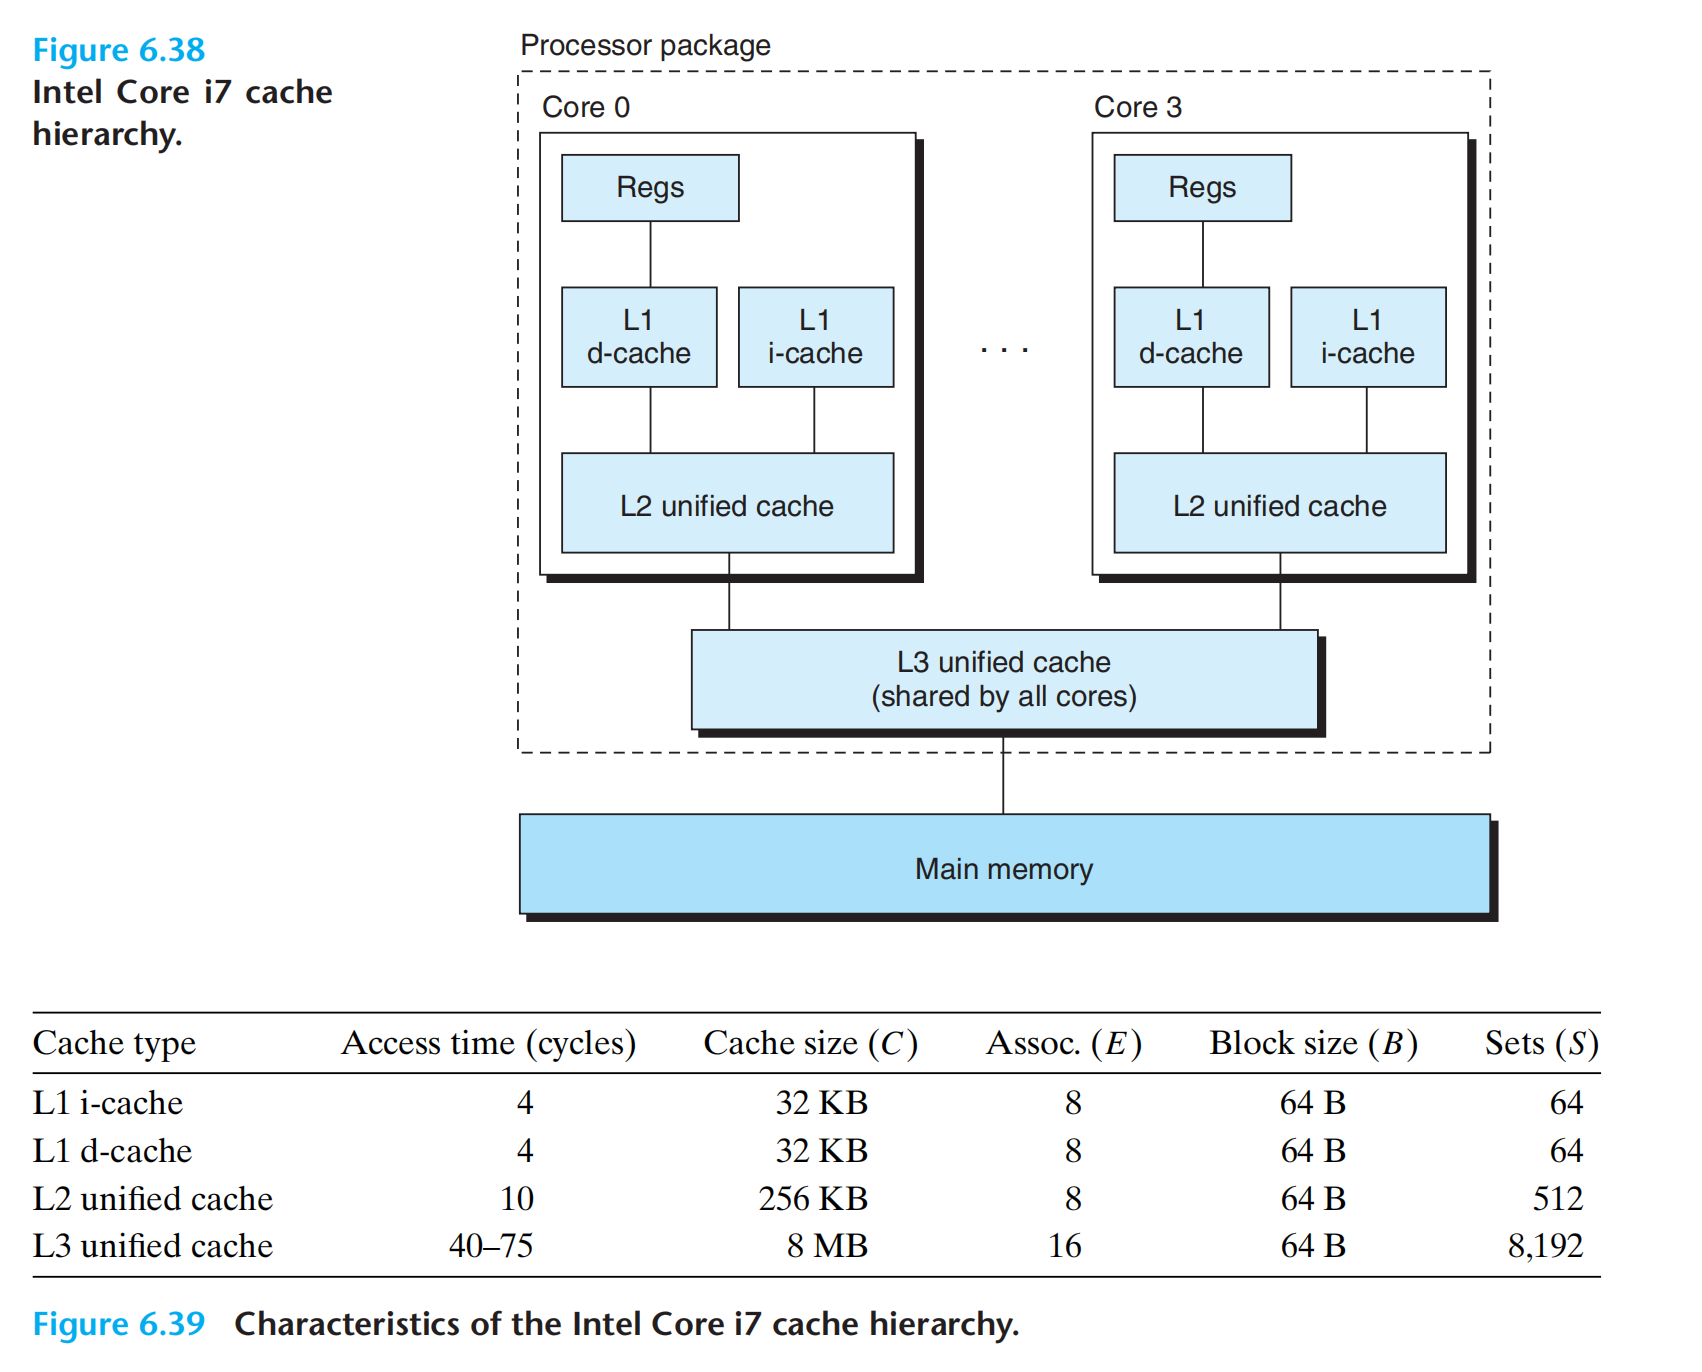 Figure 6.38
Intel Core i7 cache
hierarchy.
Processor package
Core 0
Regs
L1
d-cache
L1
i-cache
L2 unified cache
. . .
Core 3
Regs
L1
d-cache
L1
i-cache
L2 unified cache
L3 unified cache
(shared by all cores)
Main memory
Cache type Access time (cycles) Cache size (C) Assoc. (E) Block size (B) Sets (S)
L1 i-cache 4 32 KB 8 64 B 64
L1 d-cache 4 32 KB 8 64 B 64
L2 unified cache 10 256 KB 8 64 B 512
L3 unified cache 40–75 8 MB 16 64 B 8,192
Figure 6.39 Characteristics of the Intel Core i7 cache hierarchy.